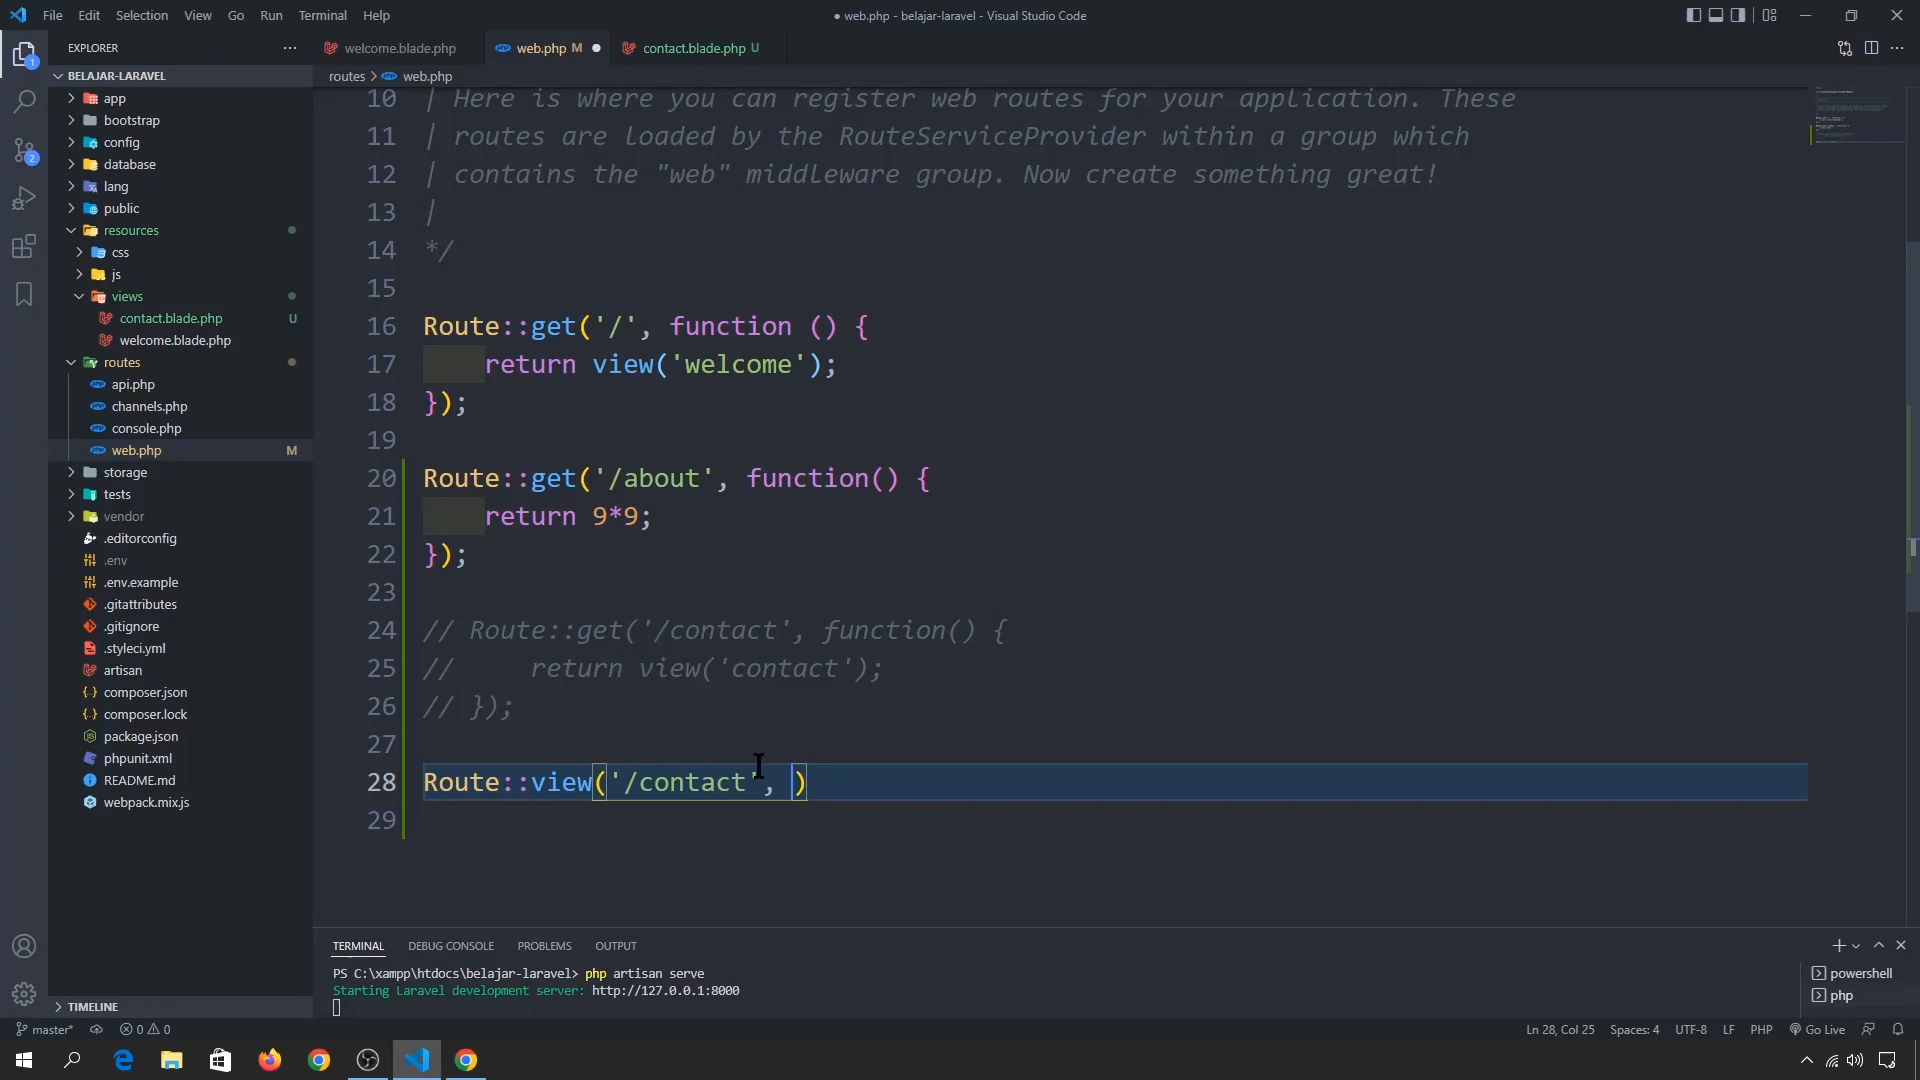 File Edit Selection View Go Run Terminal Help
● web.php - belajar-laravel - Visual Studio Code
EXPLORER
welcome.blade.php
web.php M
contact.blade.php U
BELAJAR-LARAVEL
routes > web.php
app
bootstrap
config
database
lang
public
resources
css
js
views
contact.blade.php U
welcome.blade.php
routes
api.php
channels.php
console.php
web.php M
storage
tests
vendor
.editorconfig
.env
.env.example
.gitattributes
.gitignore
.styleci.yml
artisan
composer.json
composer.lock
package.json
phpunit.xml
README.md
webpack.mix.js
TIMELINE
10 | Here is where you can register web routes for your application. These
11 | routes are loaded by the RouteServiceProvider within a group which
12 | contains the "web" middleware group. Now create something great!
13 |
14 */
15
16 Route::get('/', function () {
17 return view('welcome');
18 });
19
20 Route::get('/about', function() {
21 return 9*9;
22 });
23
24 // Route::get('/contact', function() {
25 // return view('contact');
26 // });
27
28 Route::view('/contact', )
29
TERMINAL DEBUG CONSOLE PROBLEMS OUTPUT
PS C:\xampp\htdocs\belajar-laravel> php artisan serve
Starting Laravel development server: http://127.0.0.1:8000
powershell
php
master* 0 0
Ln 28, Col 25 Spaces: 4 UTF-8 LF PHP Go Live
1
2